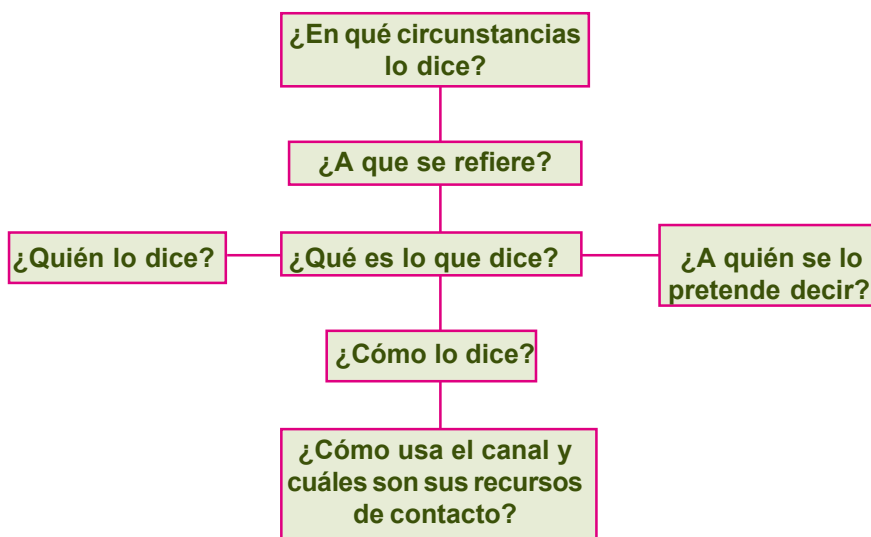 ¿En qué circunstancias
lo dice?
¿A que se refiere?
¿Quién lo dice?
¿Qué es lo que dice?
¿A quién se lo
pretende decir?
¿Cómo lo dice?
¿Cómo usa el canal y
cuáles son sus recursos
de contacto?